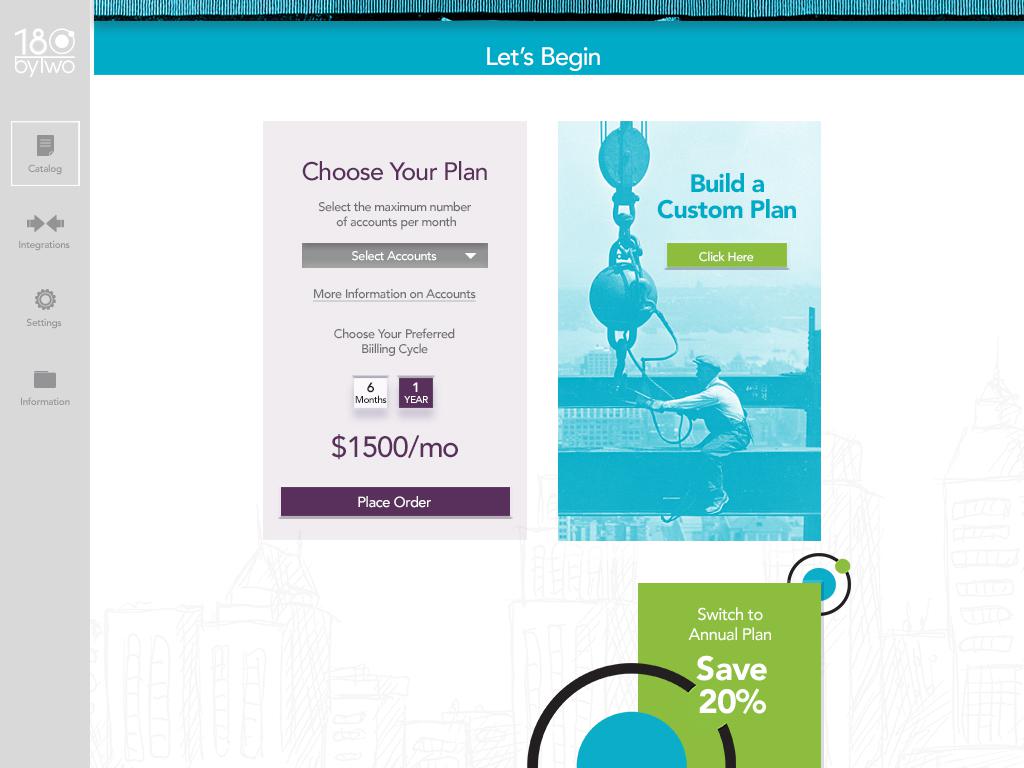 180
bytwo
Let's Begin
Catalog
Integrations
Settings
Information
Choose Your Plan
Select the maximum number
of accounts per month
Select Accounts
More Information on Accounts
Choose Your Preferred
Biilling Cycle
6
Months
1
YEAR
$1500/mo
Place Order
Build a
Custom Plan
Click Here
Switch to
Annual Plan
Save
20%